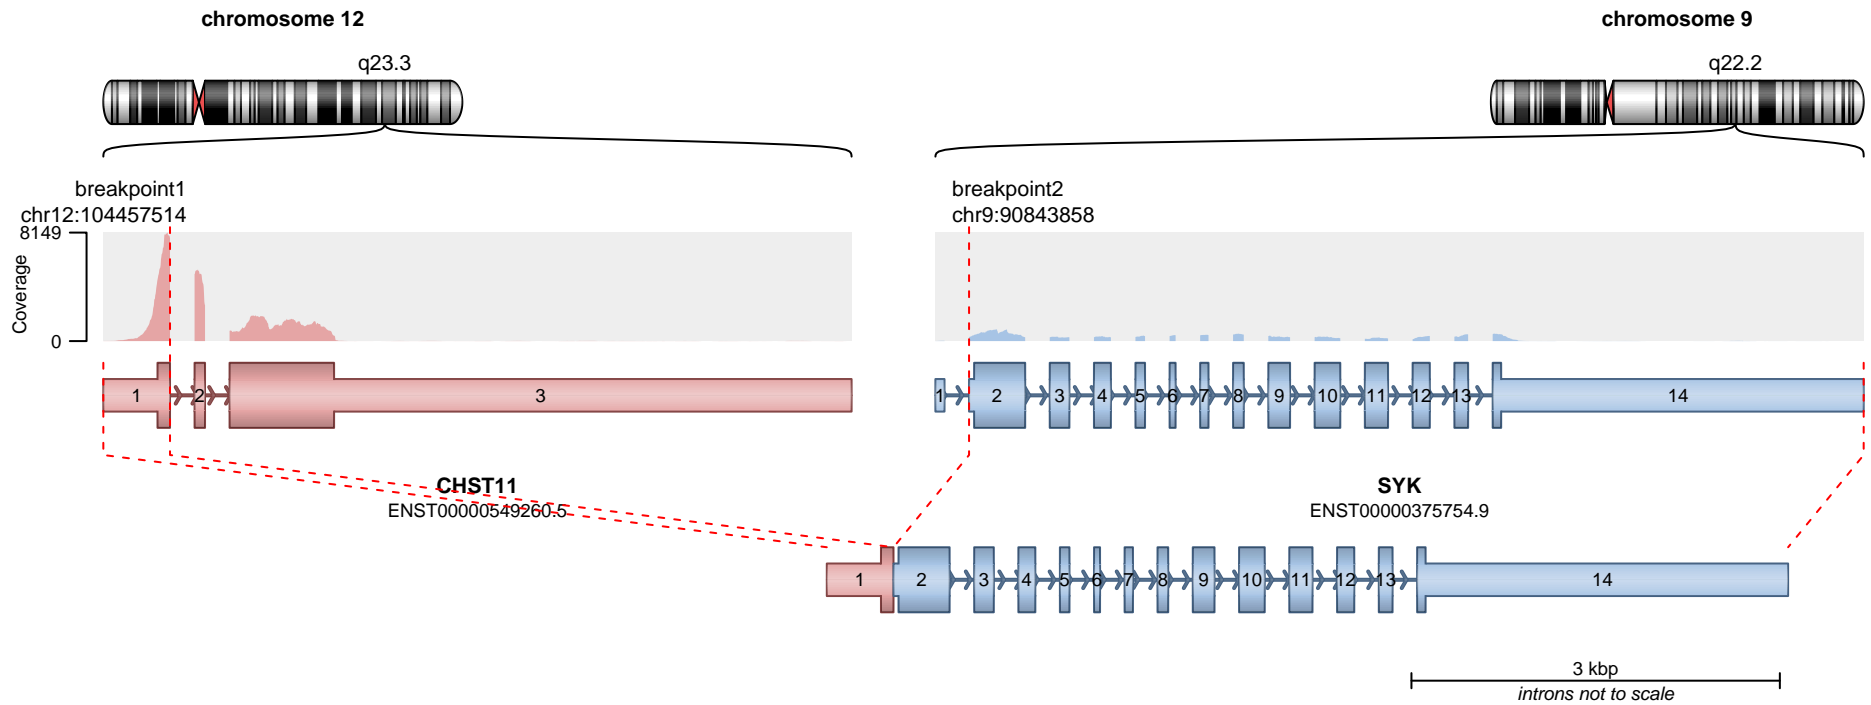 chromosome 12
chromosome 9
q23.3
q22.2
breakpoint1
chr12:104457514
breakpoint2
chr9:90843858
8149
Coverage
0
1 2 3
1 2 3 4 5 6 7 8 9 10 11 12 13 14
CHST11
ENST00000549260.5
SYK
ENST00000375754.9
1 2 3 4 5 6 7 8 9 10 11 12 13 14
3 kbp
introns not to scale